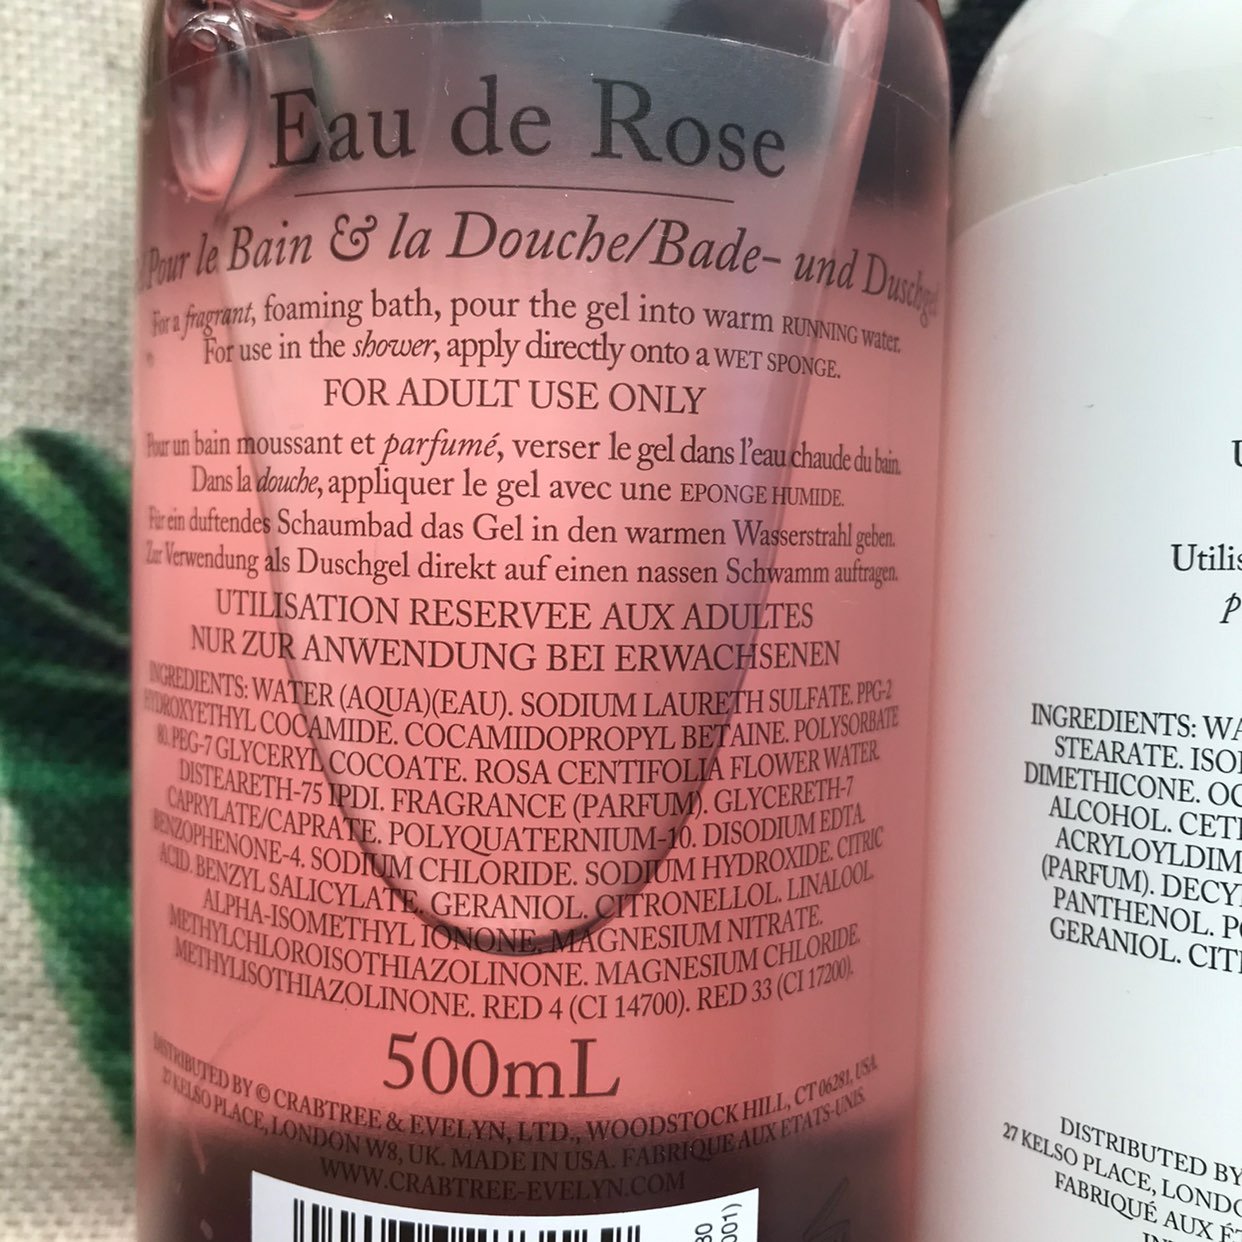 Eau de Rose
Pour le Bain & la Douche/Bade- und Duschgel
For a fragrant, foaming bath, pour the gel into warm RUNNING water.
For use in the shower, apply directly onto a WET SPONGE.
FOR ADULT USE ONLY
Pour un bain moussant et parfumé, verser le gel dans l'eau chaude du bain.
Dans la douche, appliquer le gel avec une EPONGE HUMIDE.
Für ein duftendes Schaumbad das Gel in den warmen Wasserstrahl geben.
Zur Verwendung als Duschgel direkt auf einen nassen Schwamm auftragen.
UTILISATION RESERVEE AUX ADULTES
NUR ZUR ANWENDUNG BEI ERWACHSENEN
INGREDIENTS: WATER (AQUA)(EAU). SODIUM LAURETH SULFATE. PPG-2
HYDROXYETHYL COCAMIDE. COCAMIDOPROPYL BETAINE. POLYSORBATE
80. PEG-7 GLYCERYL COCOATE. ROSA CENTIFOLIA FLOWER WATER.
DISTEARETH-75 IPDI. FRAGRANCE (PARFUM). GLYCERETH-7
CAPRYLATE/CAPRATE. POLYQUATERNIUM-10. DISODIUM EDTA.
BENZOPHENONE-4. SODIUM CHLORIDE. SODIUM HYDROXIDE. CITRIC
ACID. BENZYL SALICYLATE. GERANIOL. CITRONELLOL. LINALOOL.
ALPHA-ISOMETHYL IONONE. MAGNESIUM NITRATE.
METHYLCHLOROISOTHIAZOLINONE. MAGNESIUM CHLORIDE.
METHYLISOTHIAZOLINONE. RED 4 (CI 14700). RED 33 (CI 17200).
500mL
DISTRIBUTED BY © CRABTREE & EVELYN, LTD., WOODSTOCK HILL, CT 06281, USA.
27 KELSO PLACE, LONDON W8, UK. MADE IN USA. FABRIQUE AUX ETATS-UNIS.
WWW.CRABTREE-EVELYN.COM
001)
Utilis
p
INGREDIENTS: WA
STEARATE. ISO
DIMETHICONE. OC
ALCOHOL. CET
ACRYLOYLDIM
(PARFUM). DECY
PANTHENOL. P
GERANIOL. CIT
DISTRIBUTED BY
27 KELSO PLACE, LONDO
FABRIQUÉ AUX ÉT